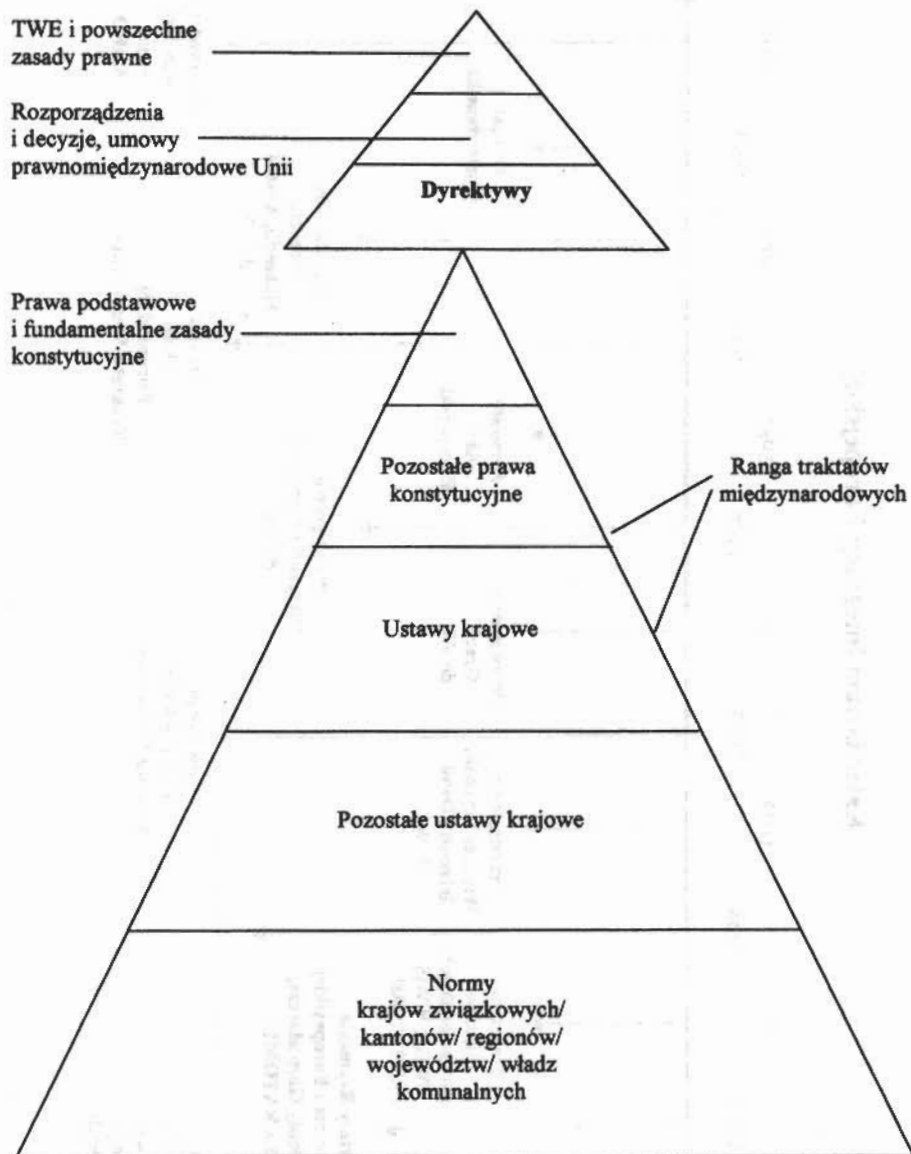 TWE i powszechne
zasady prawne
Rozporządzenia
i decyzje, umowy
prawnomiędzynarodowe Unii
Dyrektywy
Prawa podstawowe
i fundamentalne zasady
konstytucyjne
Pozostałe prawa
konstytucyjne
Ranga traktatów
międzynarodowych
Ustawy krajowe
Pozostałe ustawy krajowe
Normy
krajów związkowych/
kantonów/ regionów/
województw/ władz
komunalnych